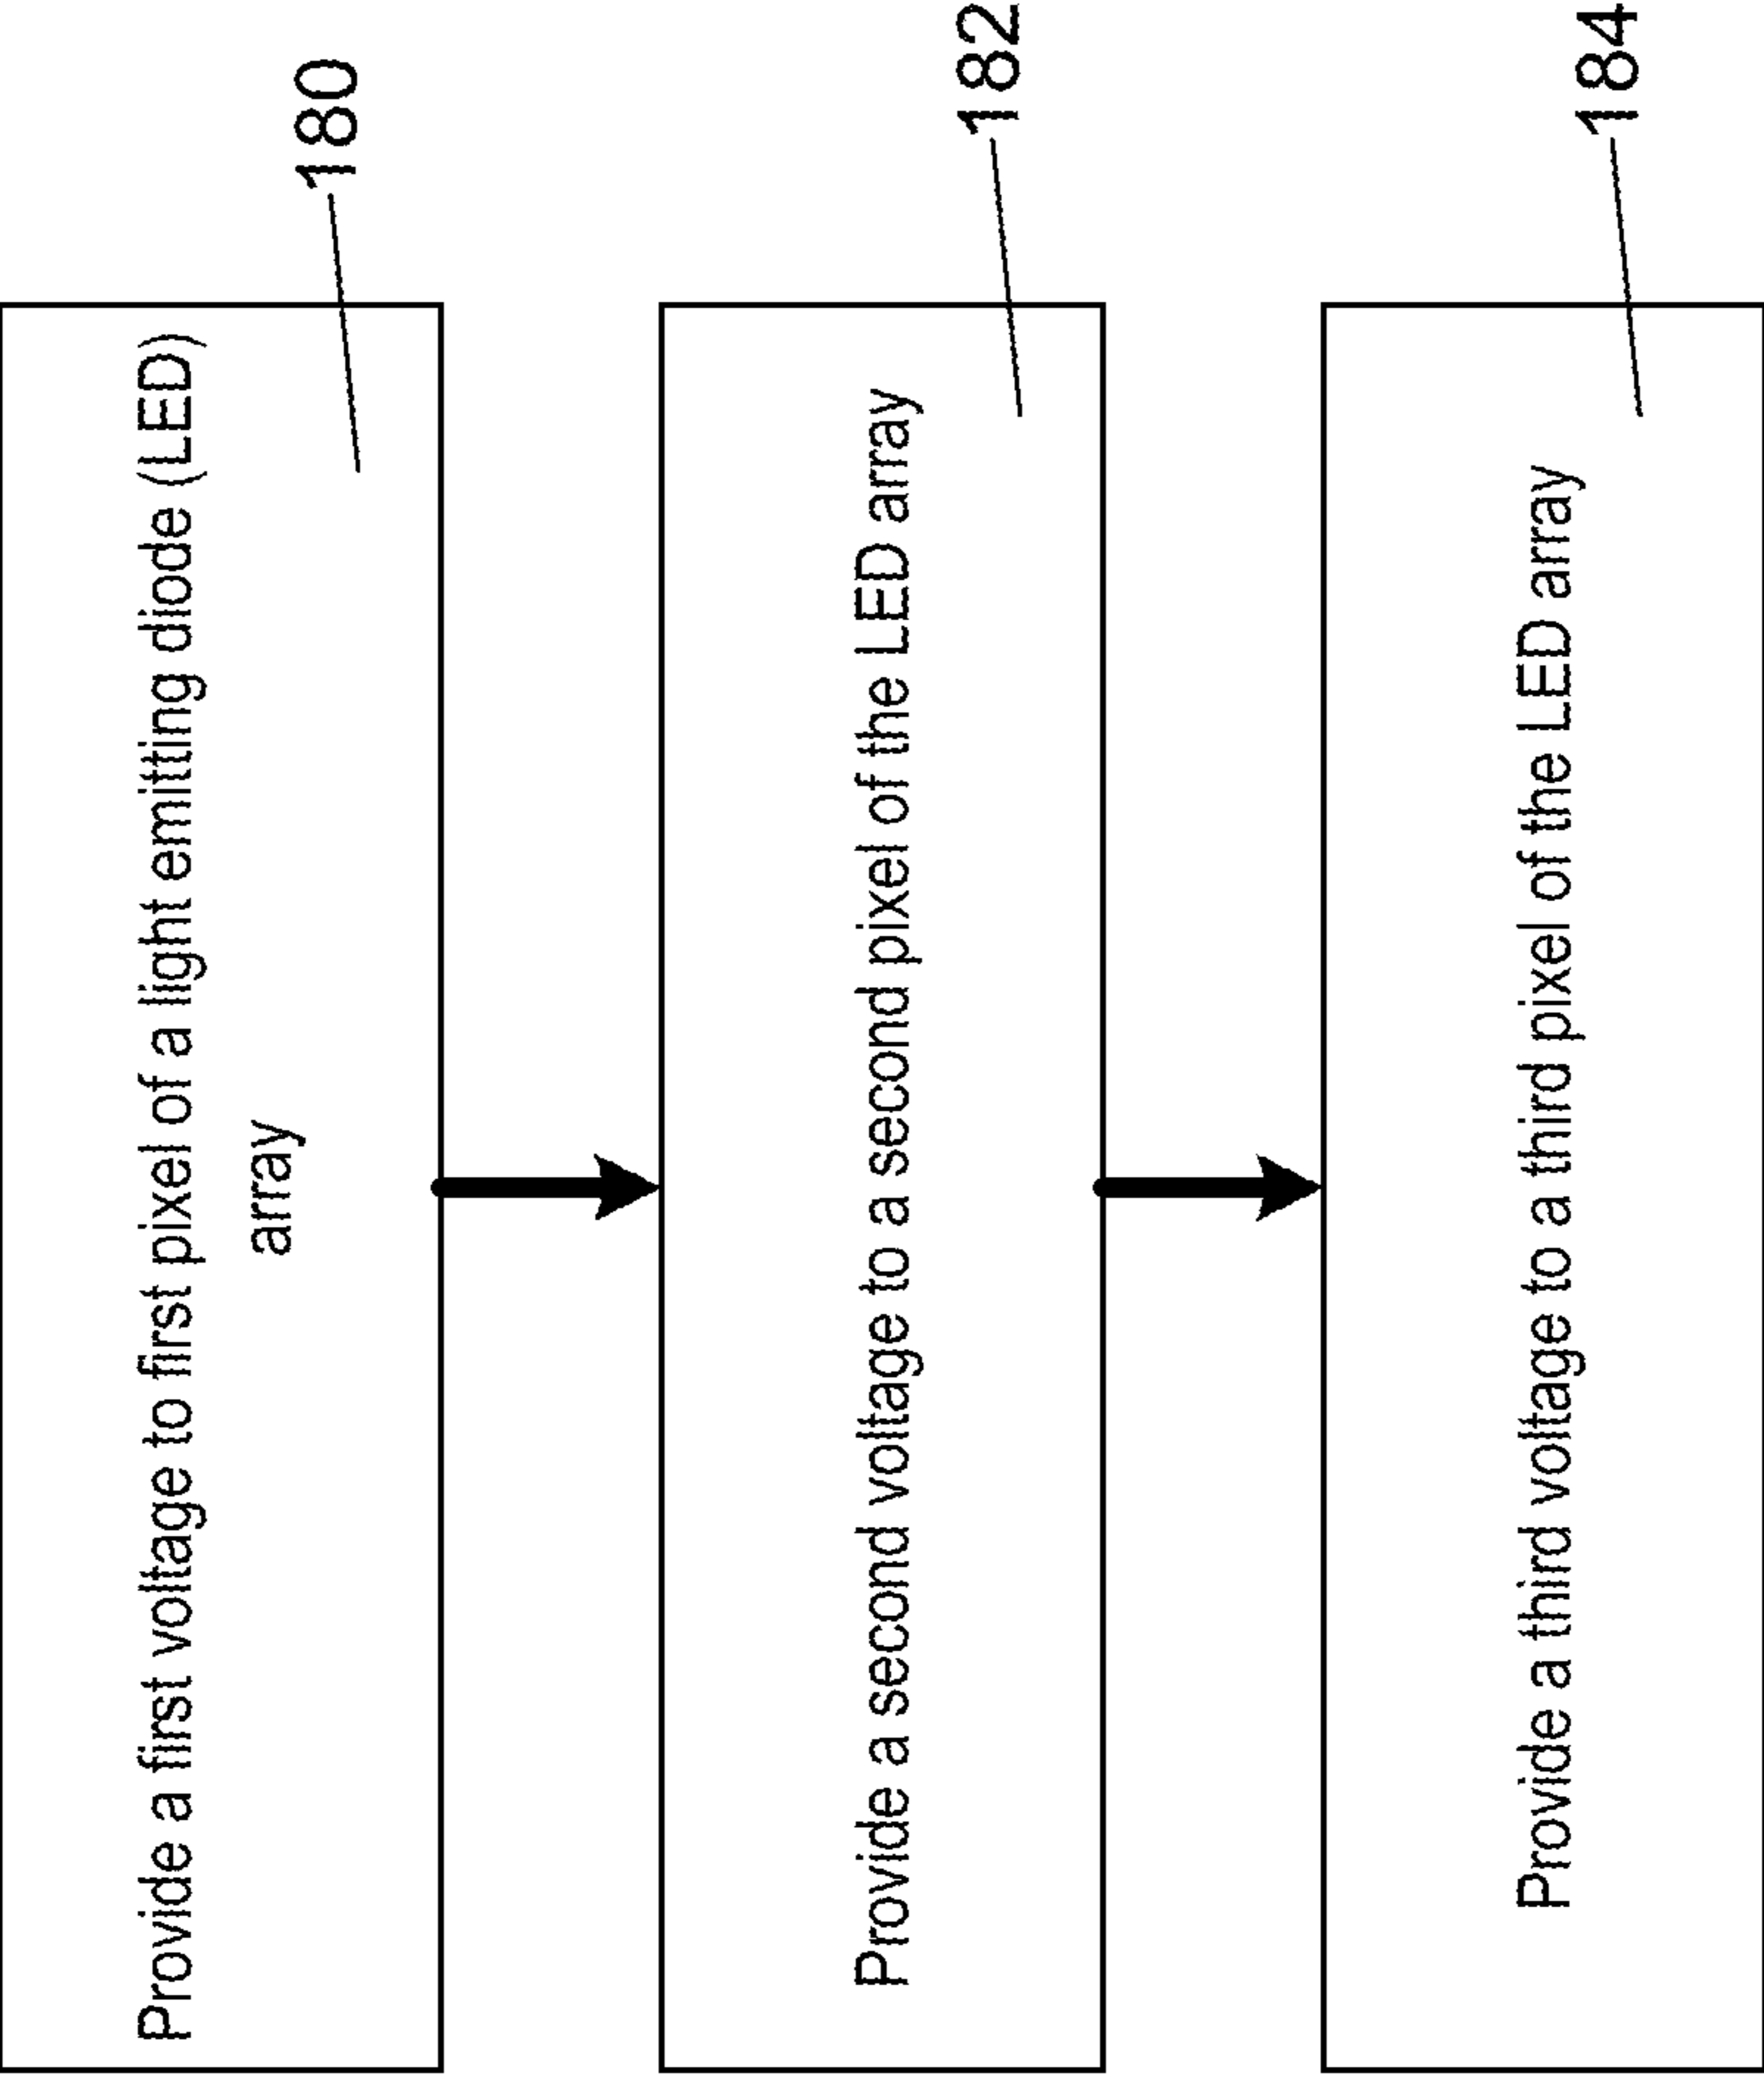 Provide a first voltage to first pixel of a light emitting diode (LED)
array
180
Provide a second voltage to a second pixel of the LED array
182
Provide a third voltage to a third pixel of the LED array
184